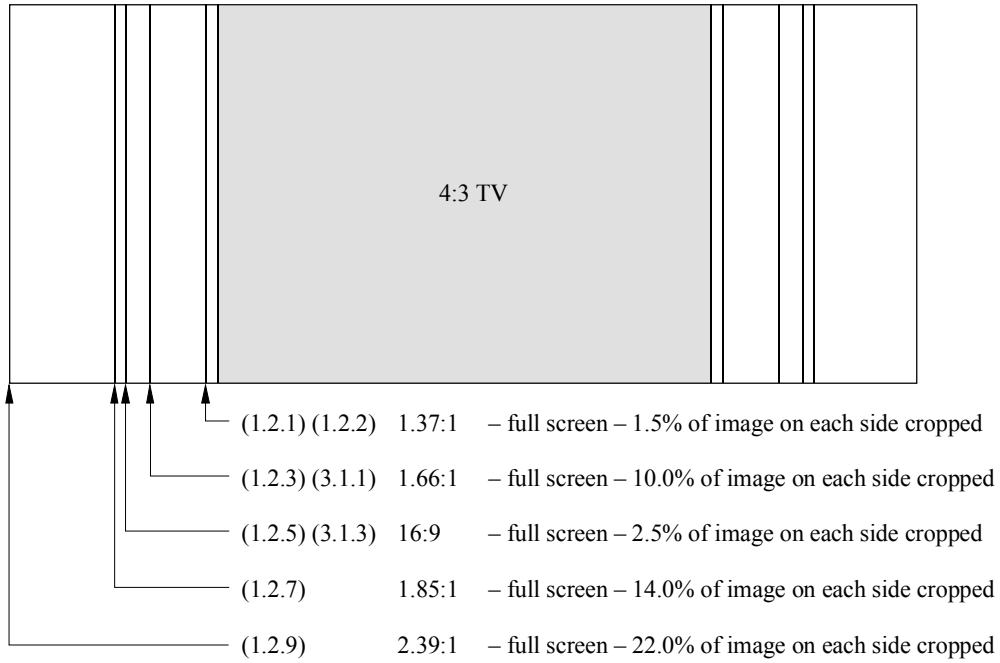 4:3 TV
(1.2.1) (1.2.2) 1.37:1 – full screen – 1.5% of image on each side cropped
(1.2.3) (3.1.1) 1.66:1 – full screen – 10.0% of image on each side cropped
(1.2.5) (3.1.3) 16:9 – full screen – 2.5% of image on each side cropped
(1.2.7) 1.85:1 – full screen – 14.0% of image on each side cropped
(1.2.9) 2.39:1 – full screen – 22.0% of image on each side cropped